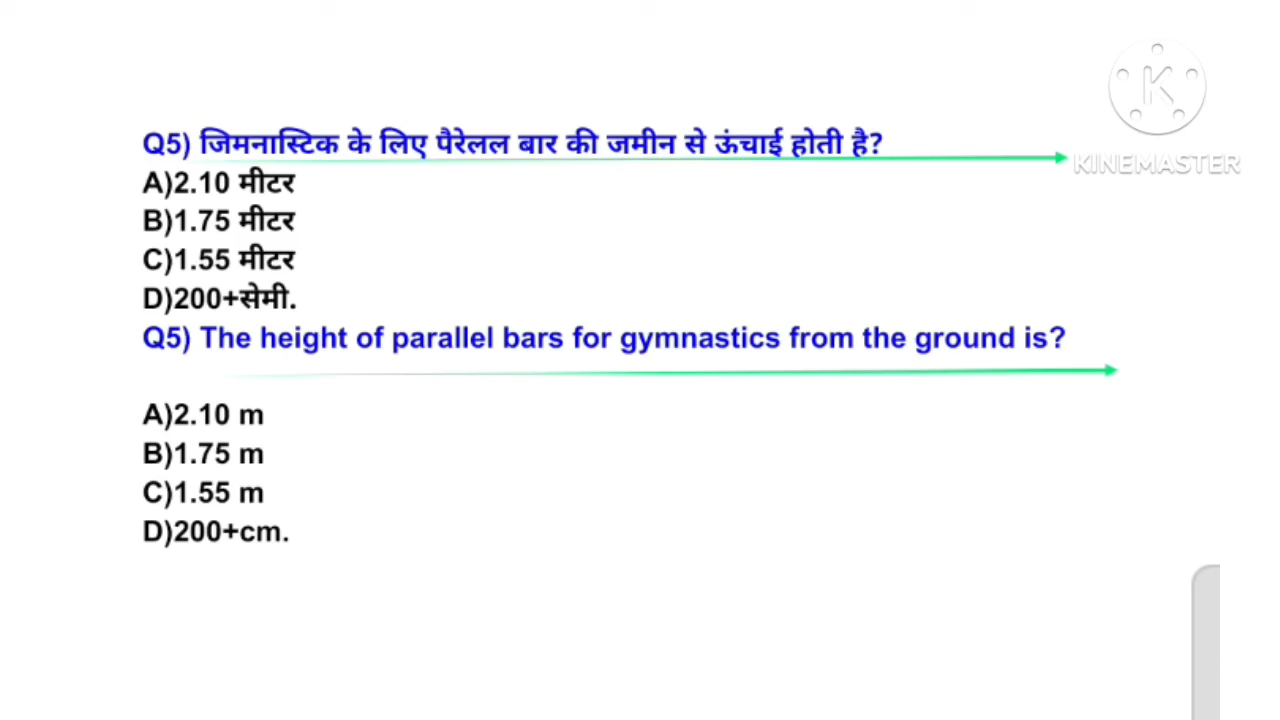 Q5) जिमनास्टिक के लिए पैरेलल बार की जमीन से ऊंचाई होती है?
A)2.10 मीटर
B)1.75 मीटर
C)1.55 मीटर
D)200+सेमी.
Q5) The height of parallel bars for gymnastics from the ground is?
A)2.10 m
B)1.75 m
C)1.55 m
D)200+cm.
K
KINEMASTER